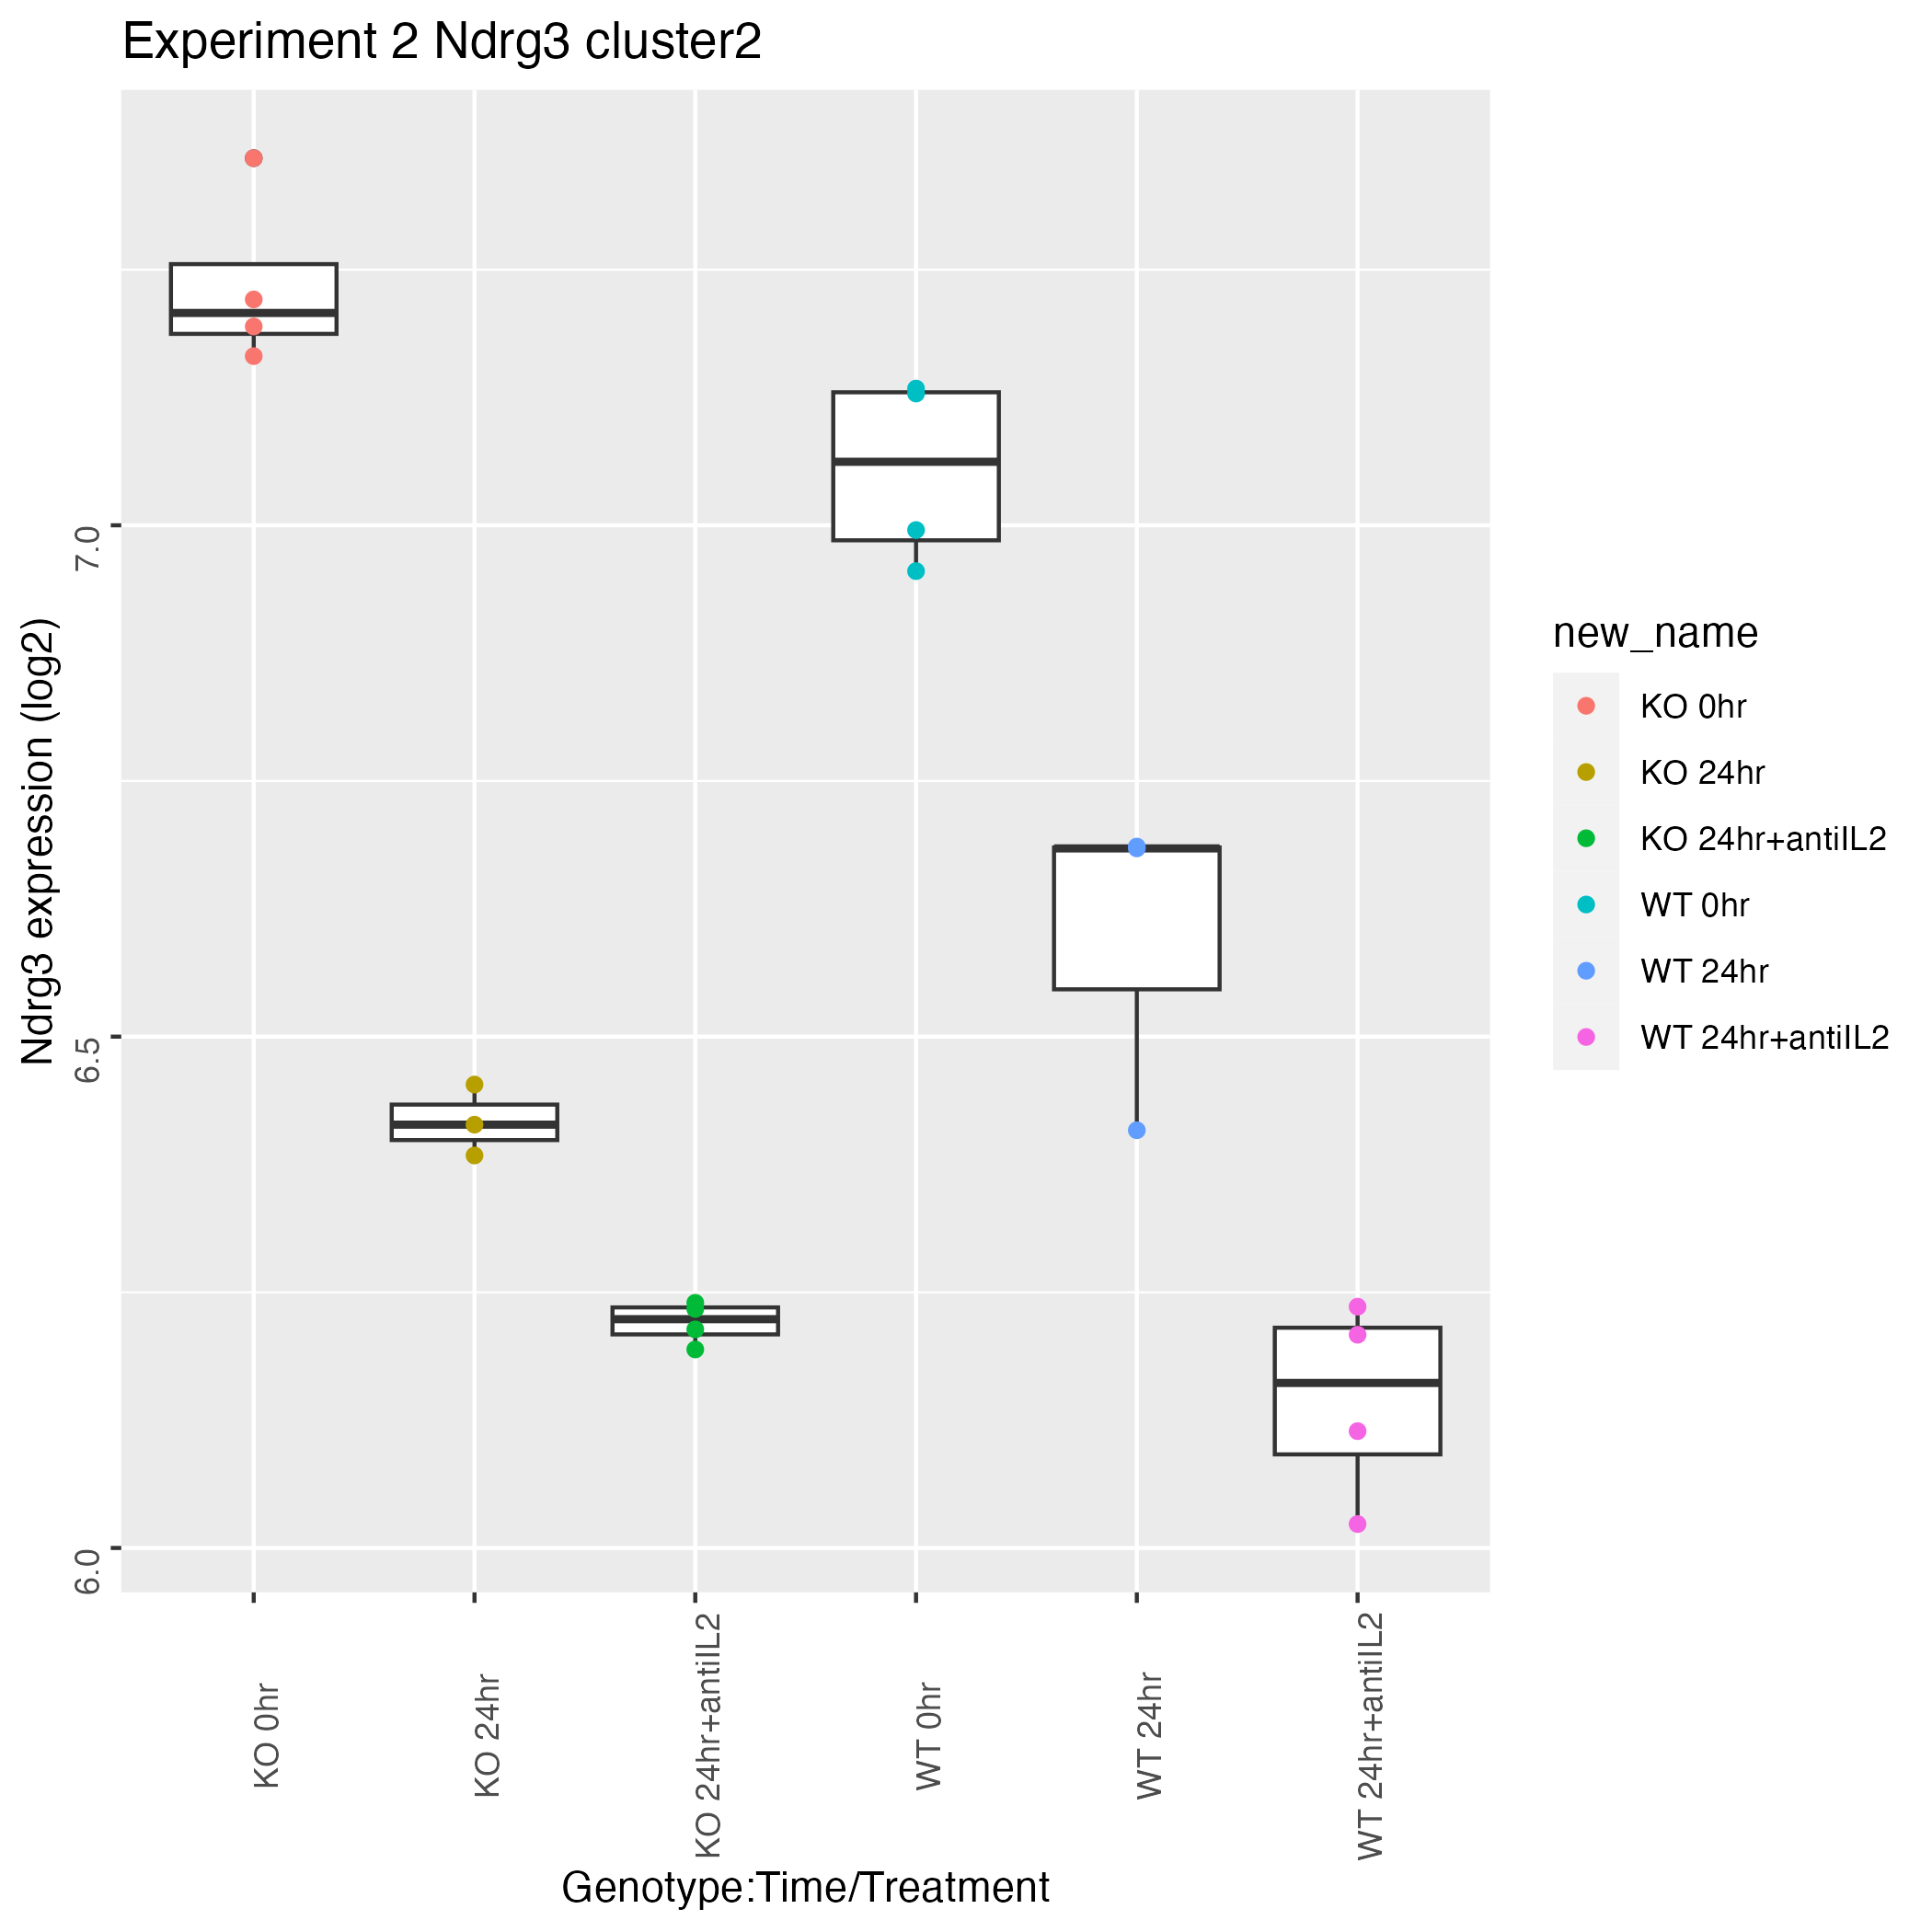 Experiment 2 Ndrg3 cluster2
Ndrg3 expression (log2)
7.0
6.5
6.0
KO 0hr
KO 24hr
KO 24hr+antiIL2
WT 0hr
WT 24hr
WT 24hr+antiIL2
Genotype:Time/Treatment
new_name
KO 0hr
KO 24hr
KO 24hr+antiIL2
WT 0hr
WT 24hr
WT 24hr+antiIL2